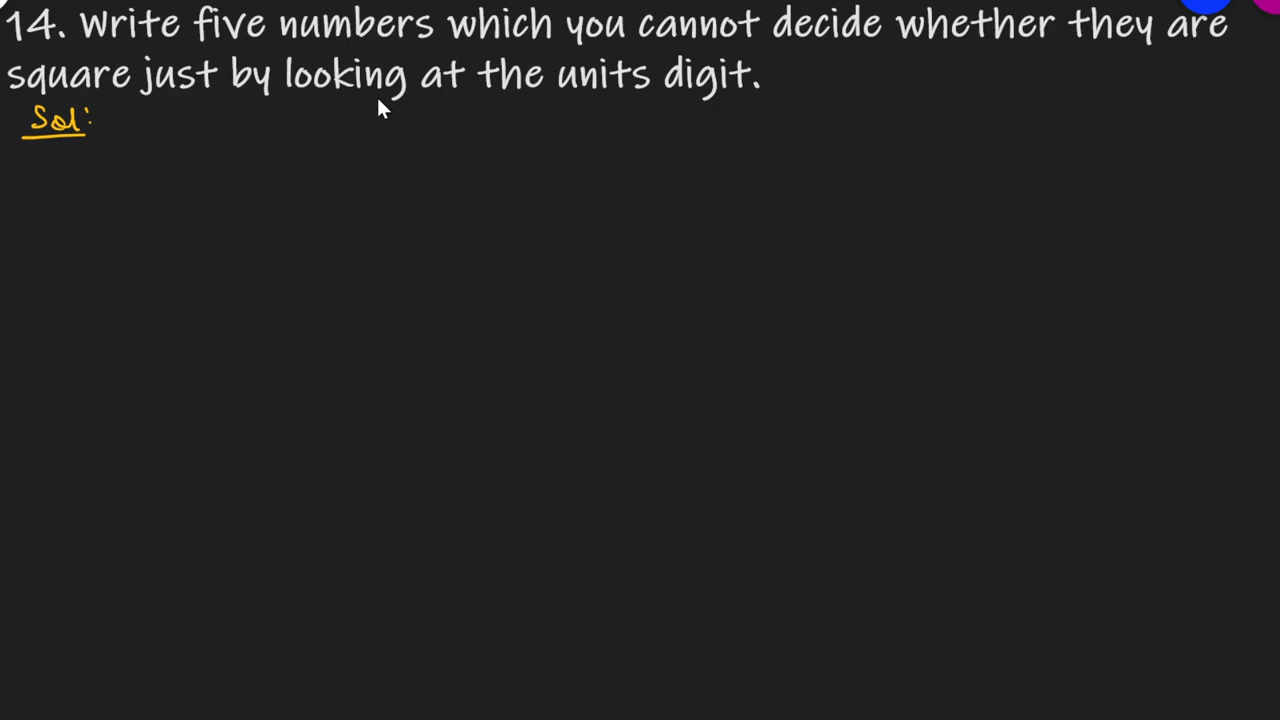 14. Write five numbers which you cannot decide whether they are
square just by looking at the units digit.
Sol: